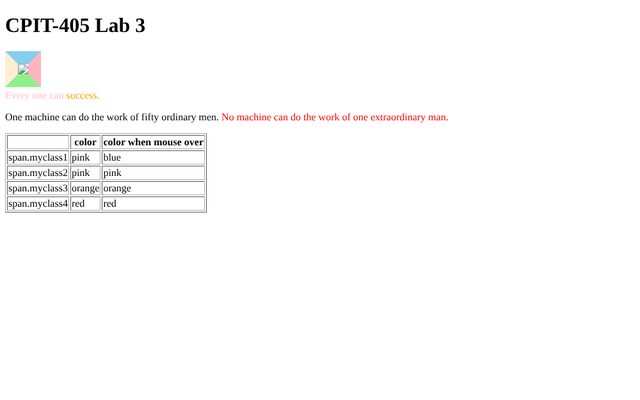 CPIT-405 Lab 3
Every one can success.
One machine can do the work of fifty ordinary men. No machine can do the work of one extraordinary man.
color color when mouse over
span.myclass1 pink blue
span.myclass2 pink pink
span.myclass3 orange orange
span.myclass4 red red